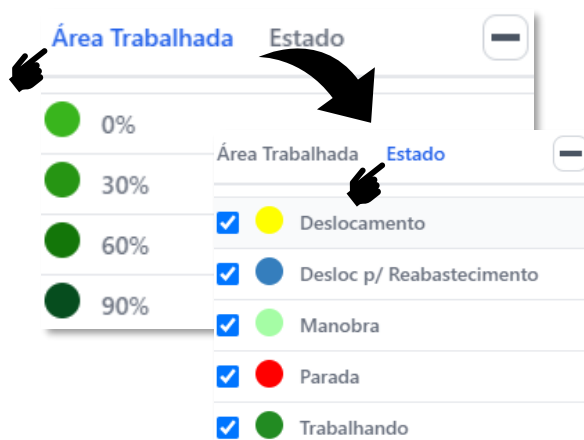 Área Trabalhada Estado
0%
30%
60%
90%
Área Trabalhada Estado
Deslocamento
Desloc p/ Reabastecimento
Manobra
Parada
Trabalhando